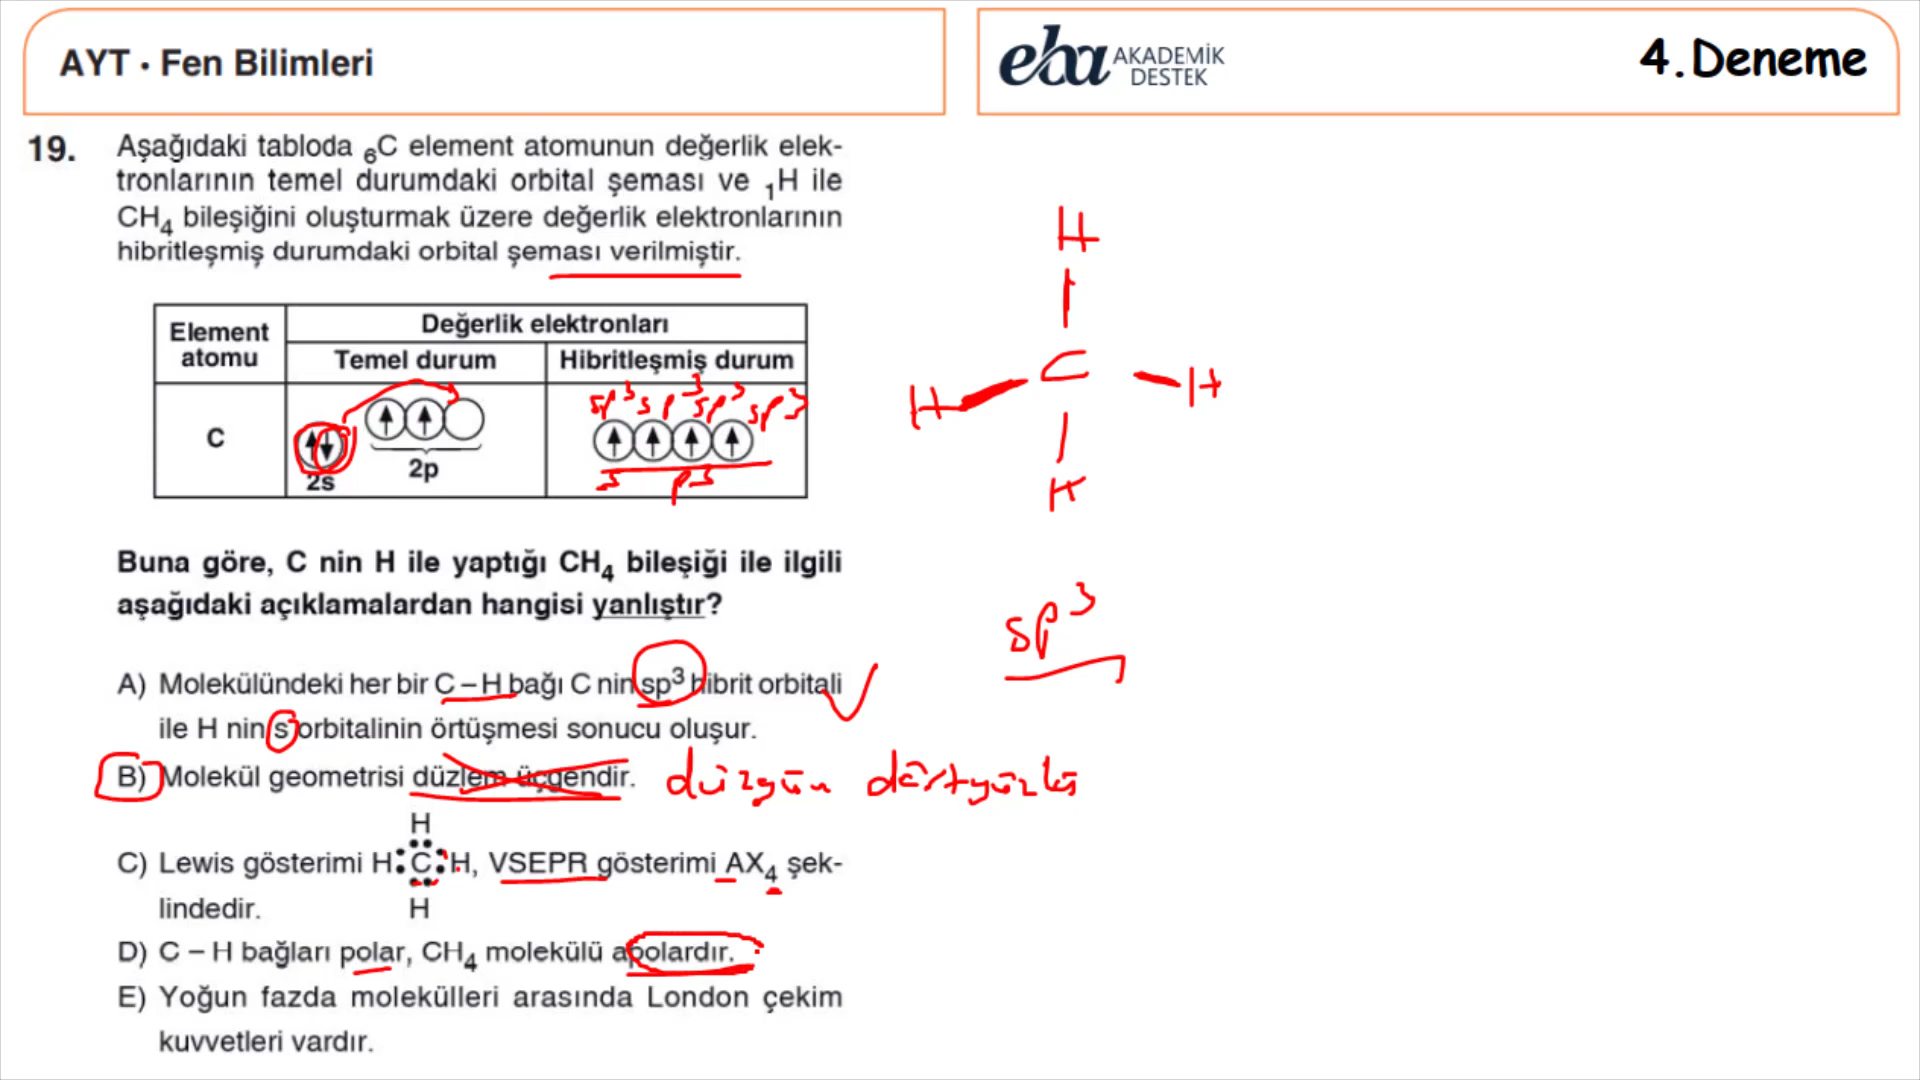 AYT • Fen Bilimleri
eba AKADEMİK
DESTEK
4.Deneme
19. Aşağıdaki tabloda ₆C element atomunun değerlik elek-
tronlarının temel durumdaki orbital şeması ve ₁H ile
CH₄ bileşiğini oluşturmak üzere değerlik elektronlarının
hibritleşmiş durumdaki orbital şeması verilmiştir.
Element
atomu
Değerlik elektronları
Temel durum
Hibritleşmiş durum
sp³ sp³ sp³ sp³
C
2s
2p
s p3
H
C
H
H
H
Buna göre, C nin H ile yaptığı CH₄ bileşiği ile ilgili
aşağıdaki açıklamalardan hangisi yanlıştır?
sp³
A) Molekülündeki her bir C – H bağı C nin sp³ hibrit orbitali
ile H nin s orbitalinin örtüşmesi sonucu oluşur.
B) Molekül geometrisi düzlem üçgendir. düzgün dörtyüzlü
H
C) Lewis gösterimi H:C:H, VSEPR gösterimi AX₄ şek-
lindedir.
H
D) C – H bağları polar, CH₄ molekülü apolardır.
E) Yoğun fazda molekülleri arasında London çekim
kuvvetleri vardır.